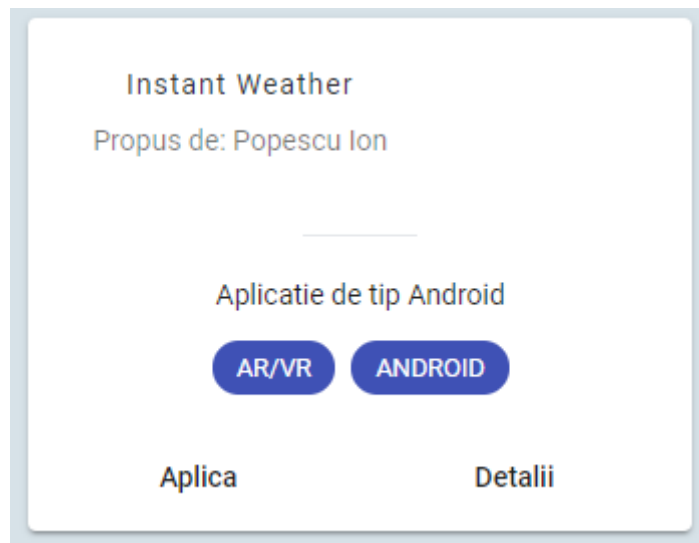 Instant Weather
Propus de: Popescu Ion
Aplicatie de tip Android
AR/VR ANDROID
Aplica Detalii